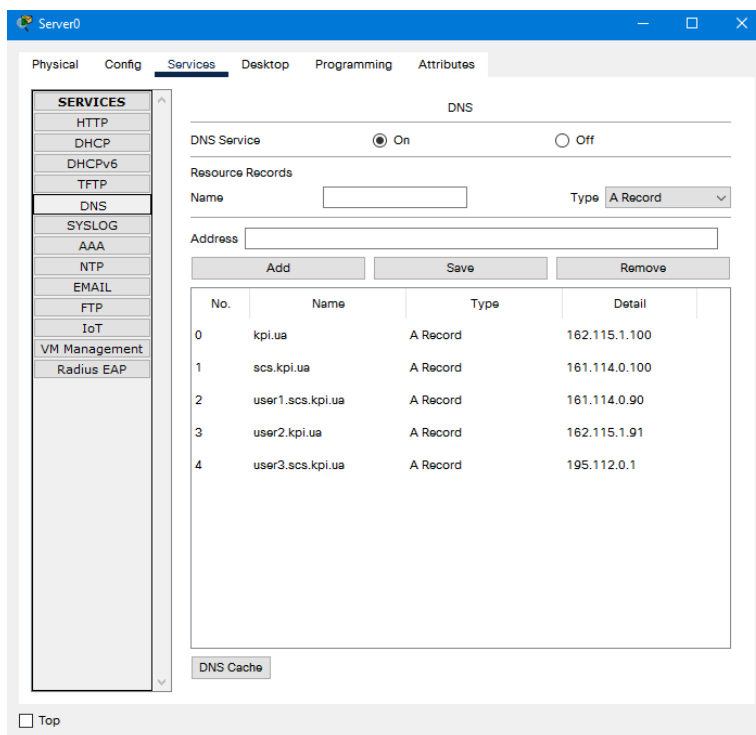 Server0
Physical Config Services Desktop Programming Attributes
SERVICES
HTTP
DHCP
DHCPv6
TFTP
DNS
SYSLOG
AAA
NTP
EMAIL
FTP
IoT
VM Management
Radius EAP
DNS
DNS Service On Off
Resource Records
Name Type A Record
Address
Add Save Remove
No. Name Type Detail
0 kpi.ua A Record 162.115.1.100
1 scs.kpi.ua A Record 161.114.0.100
2 user1.scs.kpi.ua A Record 161.114.0.90
3 user2.kpi.ua A Record 162.115.1.91
4 user3.scs.kpi.ua A Record 195.112.0.1
DNS Cache
Top